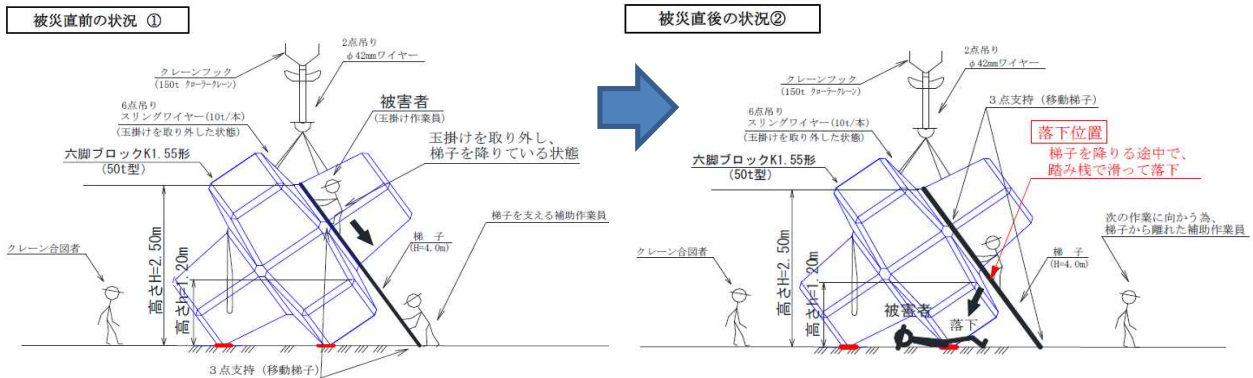 被災直前の状況 ①
2点吊り
φ42mmワイヤー
クレーンフック
(150t クローラークレーン)
6点吊り
スリングワイヤー(10t/本)
(玉掛けを取り外した状態)
被害者
(玉掛け作業員)
玉掛けを取り外し、
梯子を降りている状態
六脚ブロックK1.55形
(50t型)
梯子を支える補助作業員
クレーン合図者
梯 子
(H=4.0m)
高さH=2.50m
高さh=1.20m
3点支持(移動梯子)
被災直後の状況②
2点吊り
φ42mmワイヤー
クレーンフック
(150t クローラークレーン)
3点支持(移動梯子)
6点吊り
スリングワイヤー(10t/本)
(玉掛けを取り外した状態)
落下位置
梯子を降りる途中で、
踏み桟で滑って落下
六脚ブロックK1.55形
(50t型)
次の作業に向かう為、
梯子から離れた補助作業員
クレーン合図者
梯 子
(H=4.0m)
高さH=2.50m
高さh=1.20m
被害者
落下